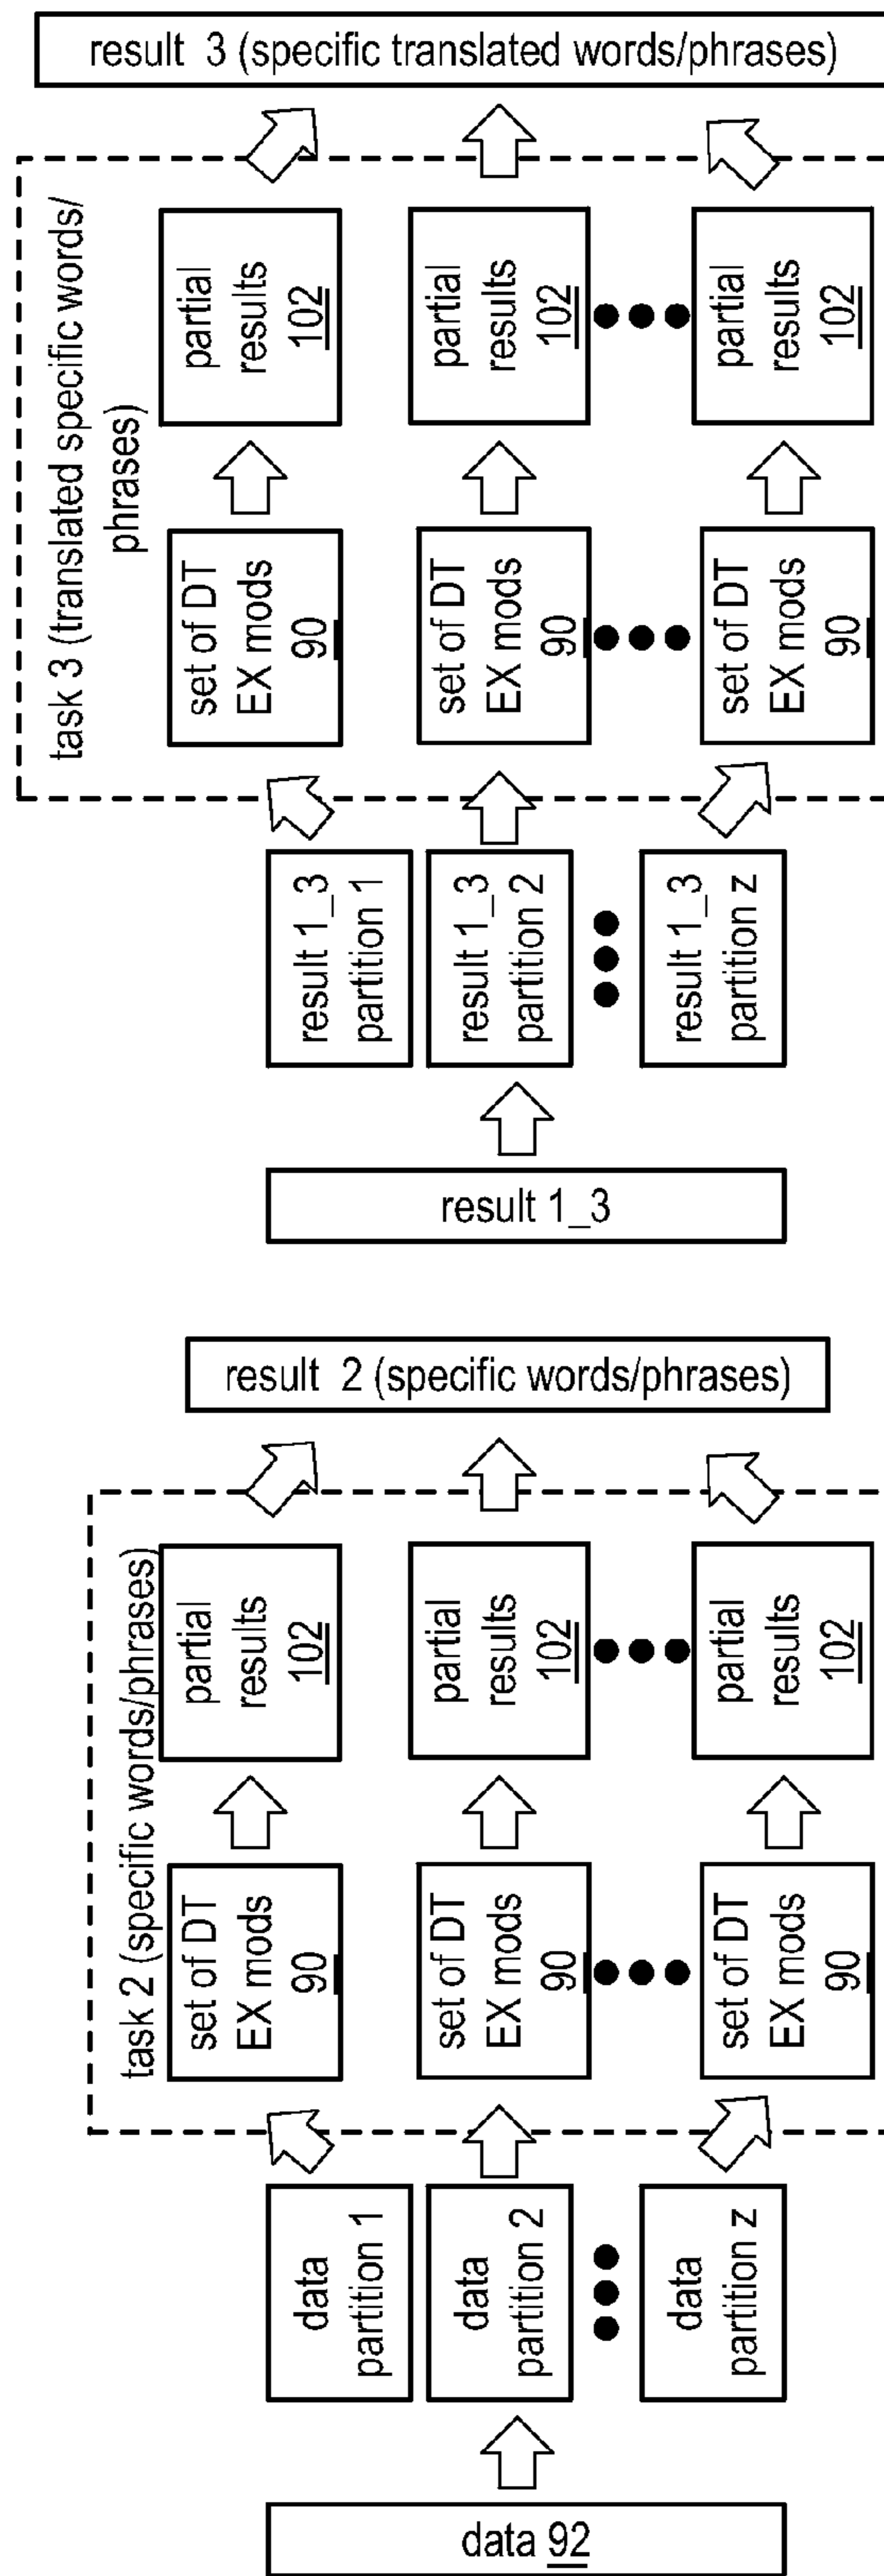 data 92
data
partition 1
data
partition 2
data
partition z
task 2 (specific words/phrases)
set of DT
EX mods
90
set of DT
EX mods
90
set of DT
EX mods
90
partial
results
102
partial
results
102
partial
results
102
result 2 (specific words/phrases)
result 1_3
result 1_3
partition 1
result 1_3
partition 2
result 1_3
partition z
task 3 (translated specific words/
phrases)
set of DT
EX mods
90
set of DT
EX mods
90
set of DT
EX mods
90
partial
results
102
partial
results
102
partial
results
102
result 3 (specific translated words/phrases)